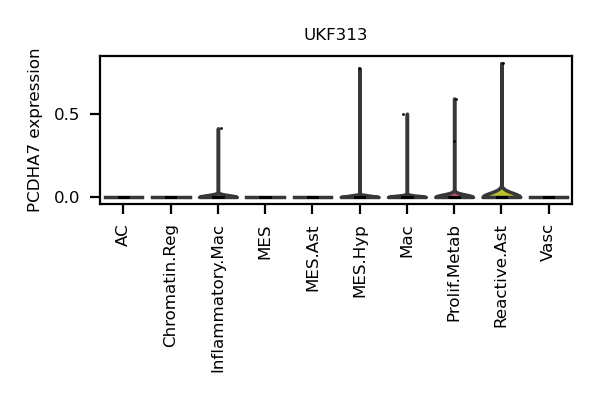 UKF313
PCDHA7 expression
0.5
0.0
AC
Chromatin.Reg
Inflammatory.Mac
MES
MES.Ast
MES.Hyp
Mac
Prolif.Metab
Reactive.Ast
Vasc